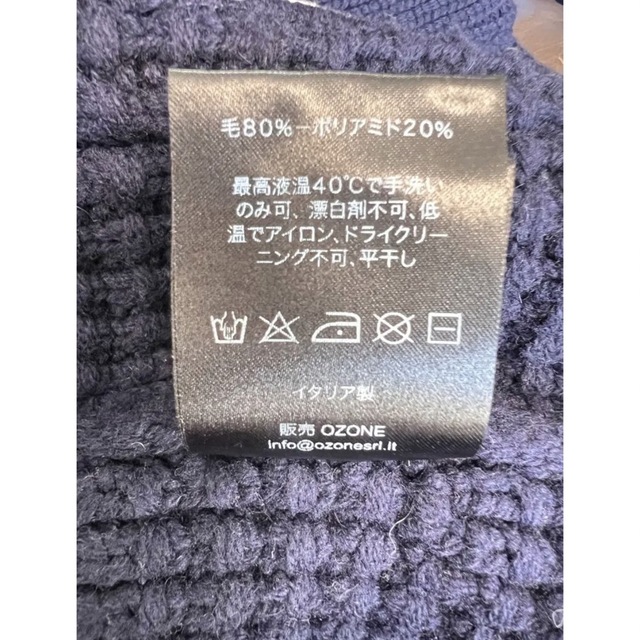 毛80%-ポリアミド20%
最高液温40℃で手洗い
のみ可、漂白剤不可、低
温でアイロン、ドライクリー
ニング不可、平干し
イタリア製
販売 OZONE
info@ozonesrl.it